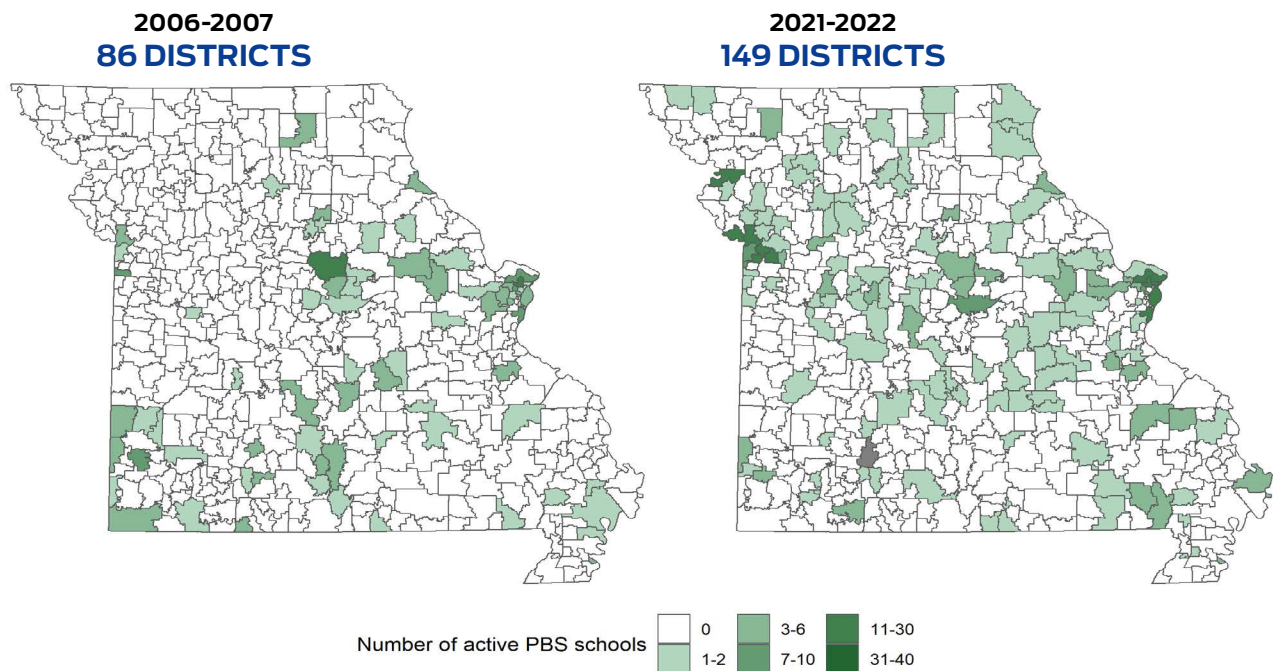 2006-2007
86 DISTRICTS
2021-2022
149 DISTRICTS
Number of active PBS schools
0
3-6
11-30
1-2
7-10
31-40